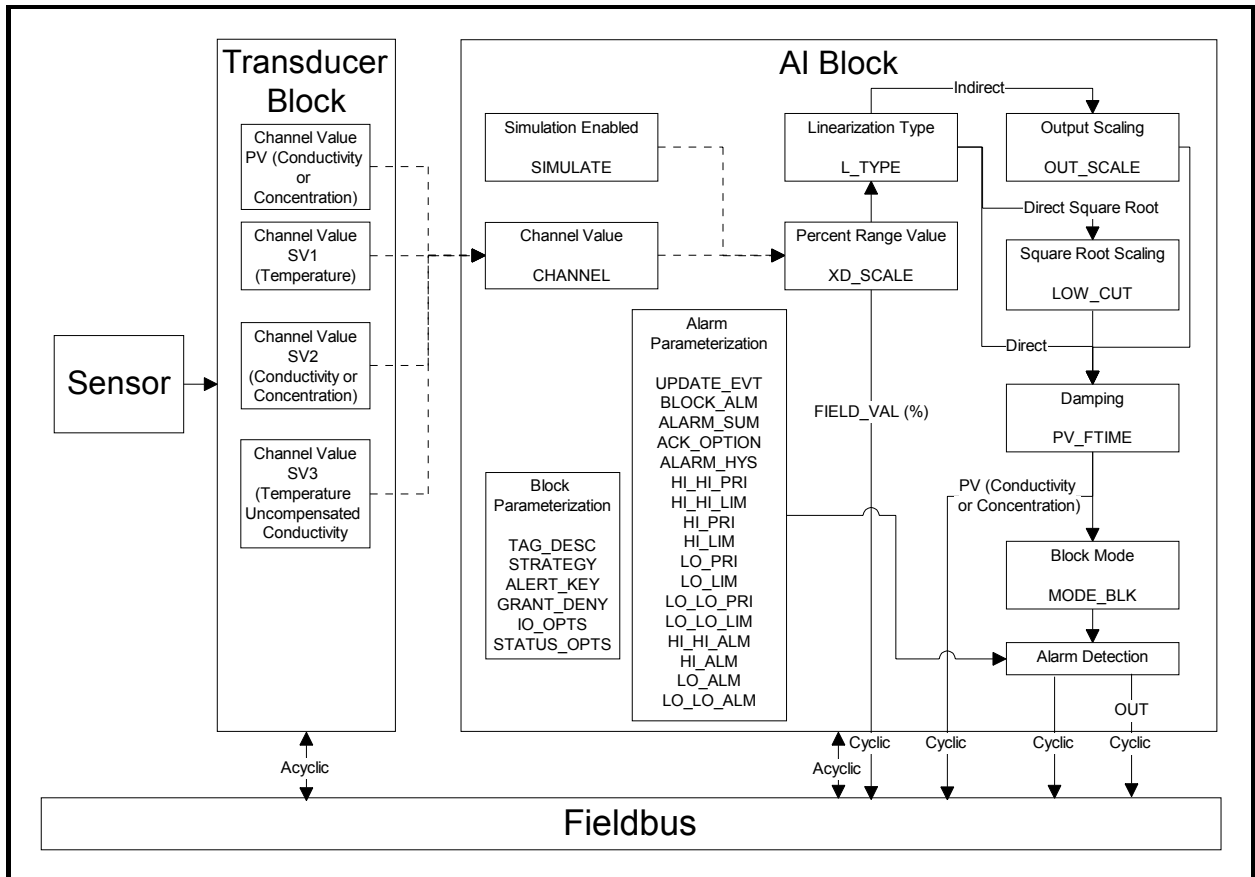 Transducer
Block
Channel Value
PV (Conductivity
or
Concentration)
Channel Value
SV1
(Temperature)
Channel Value
SV2
(Conductivity or
Concentration)
Channel Value
SV3
(Temperature
Uncompensated
Conductivity
Sensor
AI Block
Simulation Enabled
SIMULATE
Channel Value
CHANNEL
Linearization Type
L_TYPE
Percent Range Value
XD_SCALE
Indirect
Output Scaling
OUT_SCALE
Direct Square Root
Square Root Scaling
LOW_CUT
Direct
Damping
PV_FTIME
FIELD_VAL (%)
PV (Conductivity
or Concentration)
Block Mode
MODE_BLK
Alarm Detection
OUT
Block
Parameterization
TAG_DESC
STRATEGY
ALERT_KEY
GRANT_DENY
IO_OPTS
STATUS_OPTS
Alarm
Parameterization
UPDATE_EVT
BLOCK_ALM
ALARM_SUM
ACK_OPTION
ALARM_HYS
HI_HI_PRI
HI_HI_LIM
HI_PRI
HI_LIM
LO_PRI
LO_LIM
LO_LO_PRI
LO_LO_LIM
HI_HI_ALM
HI_ALM
LO_ALM
LO_LO_ALM
Acyclic
Acyclic
Cyclic
Cyclic
Cyclic
Cyclic
Fieldbus